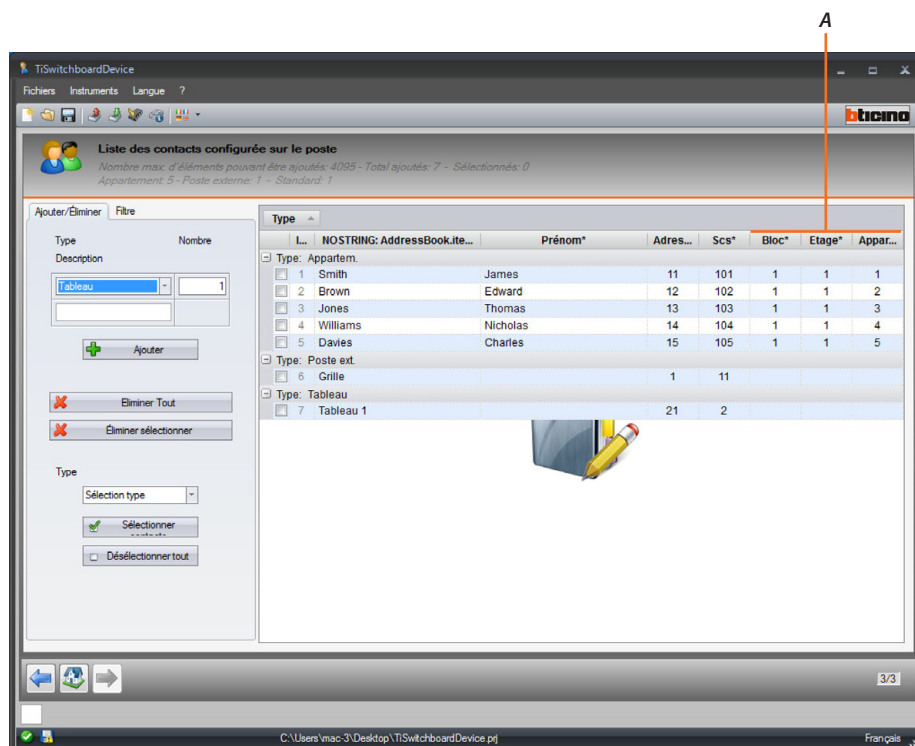 A
TiSwitchboardDevice
Fichiers Instruments Langue ?
bticino
Liste des contacts configurée sur le poste
Nombre max. d'éléments pouvant être ajoutés: 4095 - Total ajoutés: 7 - Sélectionnés: 0
Appartement: 5 - Poste externe: 1 - Standard: 1
Ajouter/Éliminer Filtre
Type Nombre
Description
Tableau 1
Ajouter
Eliminer Tout
Éliminer sélectionner
Type
Sélection type
Sélectionner
Désélectionner tout
Type
I... NOSTRING: AddressBook.ite... Prénom* Adres... Scs* Bloc* Etage* Appar...
Type: Appartem.
1 Smith James 11 101 1 1 1
2 Brown Edward 12 102 1 1 2
3 Jones Thomas 13 103 1 1 3
4 Williams Nicholas 14 104 1 1 4
5 Davies Charles 15 105 1 1 5
Type: Poste ext.
6 Grille 1 11
Type: Tableau
7 Tableau 1 21 2
3/3
C:\Users\mac-3\Desktop\TiSwitchboardDevice.prj Français